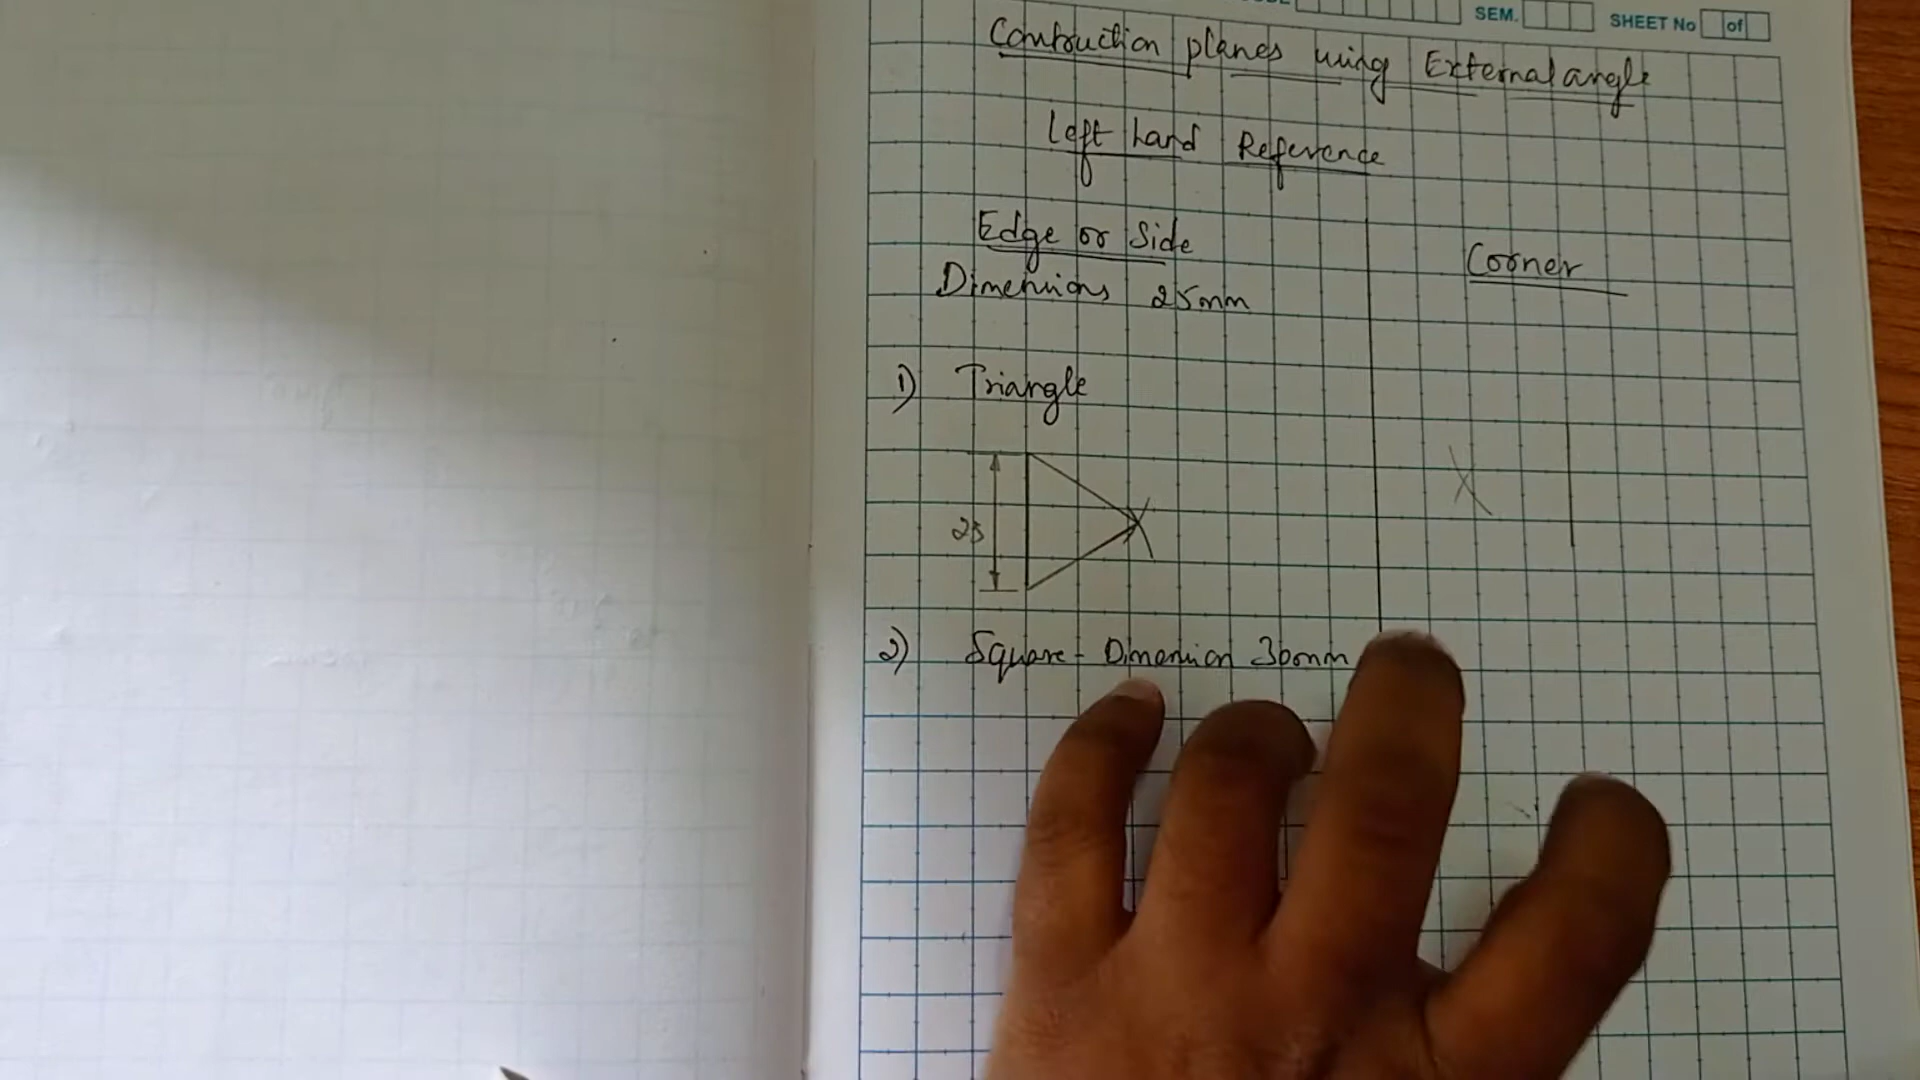 SEM. SHEET No of
Construction planes using External angle
Left hand Reference
Edge or Side
Corner
Dimensions 25mm
1) Triangle
25
2) Square - Dimension 30mm